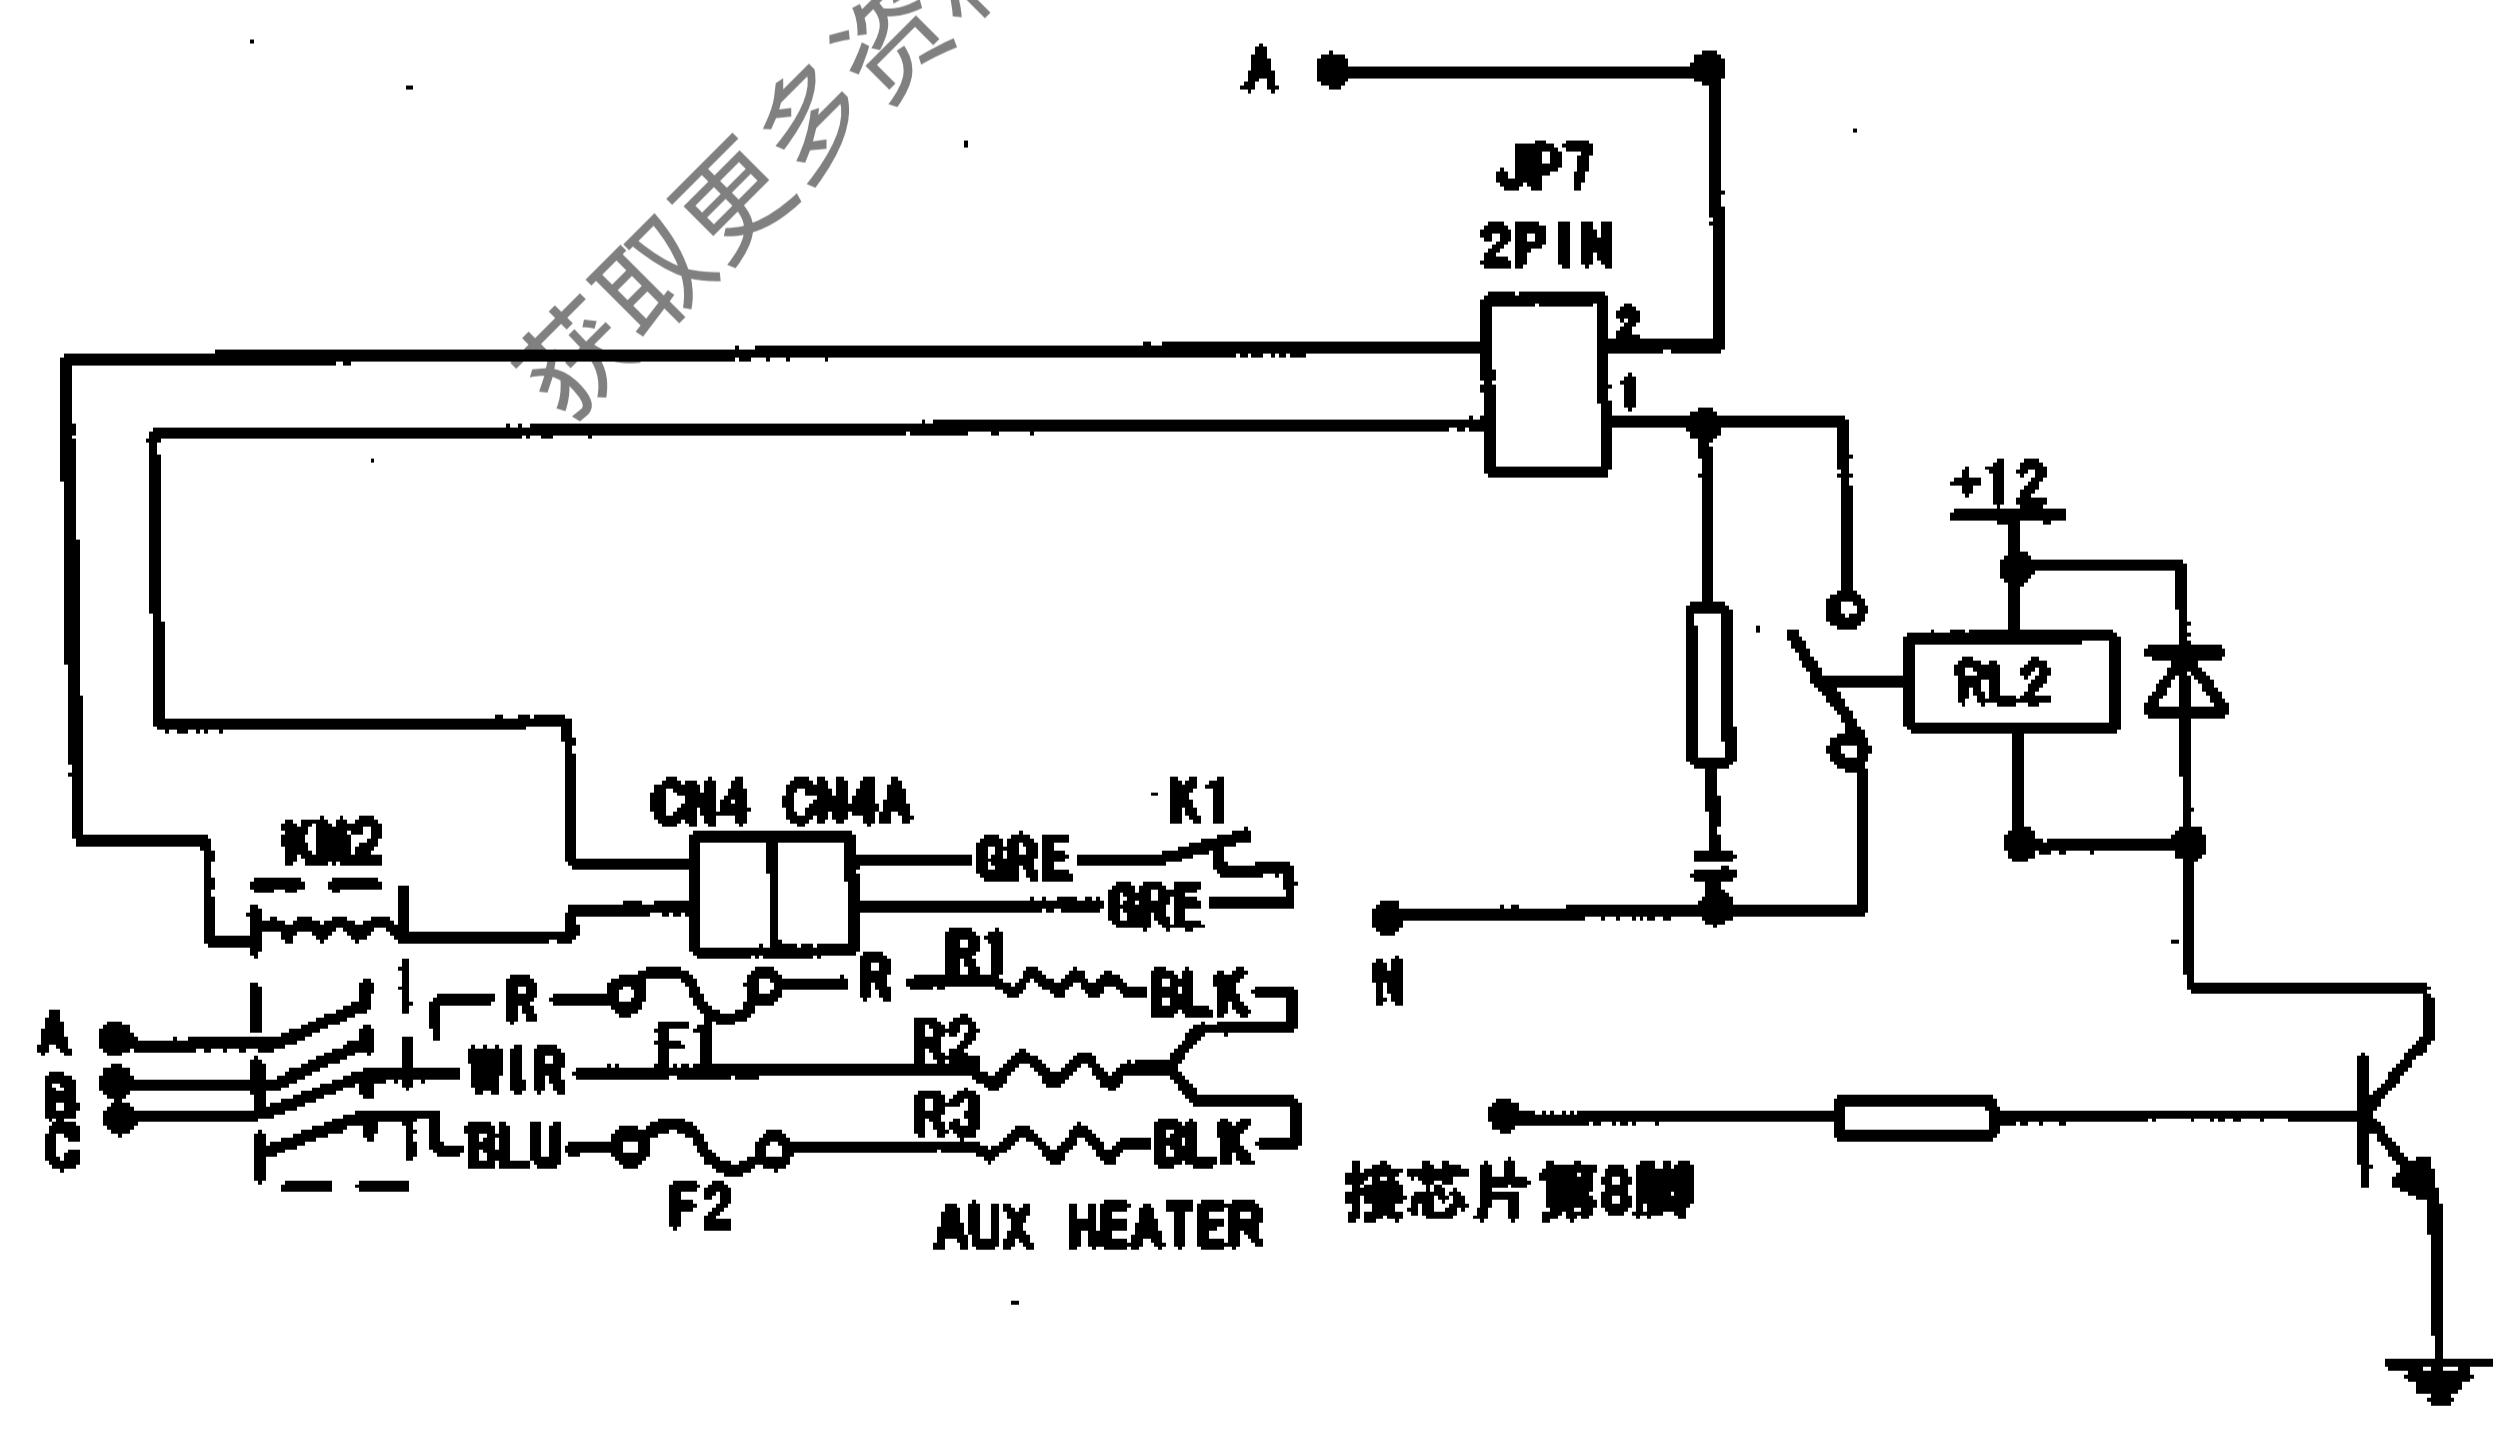 获取更多资
A
JP7
2PIN
2
1
+12
RL2
CN4 CN4A K1
KM2
GRE
GRE
R1
N
R R BLK
A
F1 R2
B WIR
R3
C BLU BLK
接芯片第8脚
F2
AUX HEATER